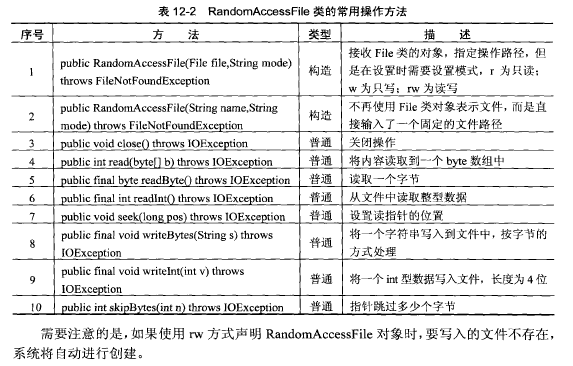 表 12-2 RandomAccessFile 类的常用操作方法
序号 方 法 类型 描 述
1 public RandomAccessFile(File file,String mode) throws FileNotFoundException 构造 接收 File 类的对象，指定操作路径，但是在设置时需要设置模式，r 为只读；w 为只写；rw 为读写
2 public RandomAccessFile(String name,String mode) throws FileNotFoundException 构造 不再使用 File 类对象表示文件，而是直接输入了一个固定的文件路径
3 public void close() throws IOException 普通 关闭操作
4 public int read(byte[] b) throws IOException 普通 将内容读取到一个 byte 数组中
5 public final byte readByte() throws IOException 普通 读取一个字节
6 public final int readInt() throws IOException 普通 从文件中读取整型数据
7 public void seek(long pos) throws IOException 普通 设置读指针的位置
8 public final void writeBytes(String s) throws IOException 普通 将一个字符串写入到文件中，按字节的方式处理
9 public final void writeInt(int v) throws IOException 普通 将一个 int 型数据写入文件，长度为 4 位
10 public int skipBytes(int n) throws IOException 普通 指针跳过多少个字节
需要注意的是，如果使用 rw 方式声明 RandomAccessFile 对象时，要写入的文件不存在，
系统将自动进行创建。